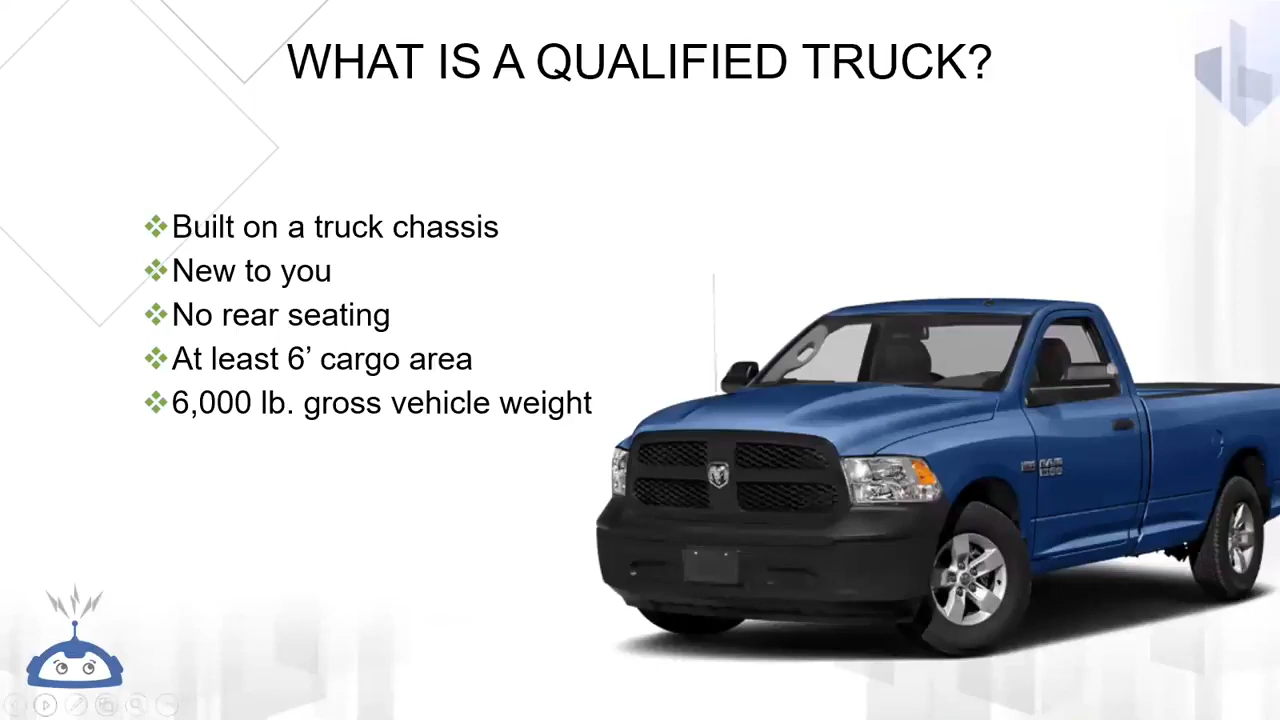 WHAT IS A QUALIFIED TRUCK?
Built on a truck chassis
New to you
No rear seating
At least 6’ cargo area
6,000 lb. gross vehicle weight